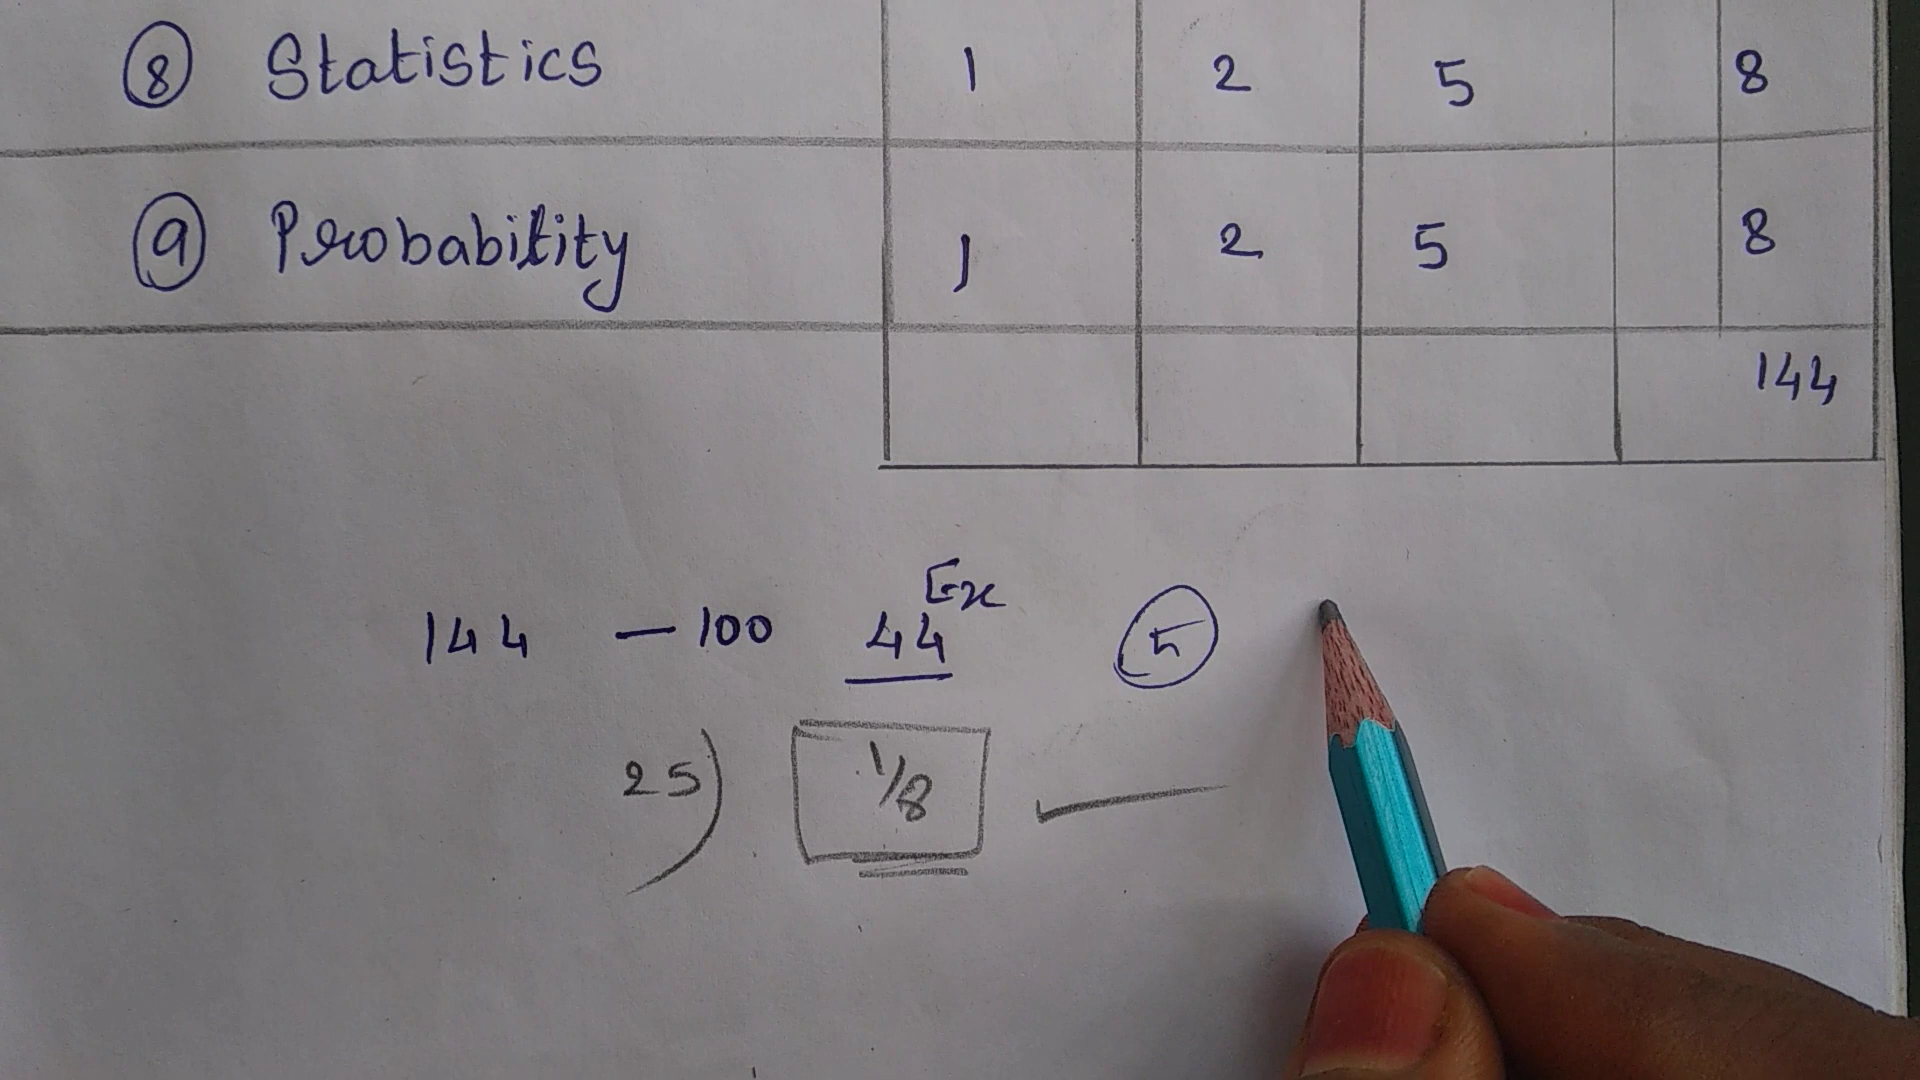 8 Statistics 1 2 5 8
9 Probability 1 2 5 8
144
144 — 100 44 Ex 5
25) 1/8